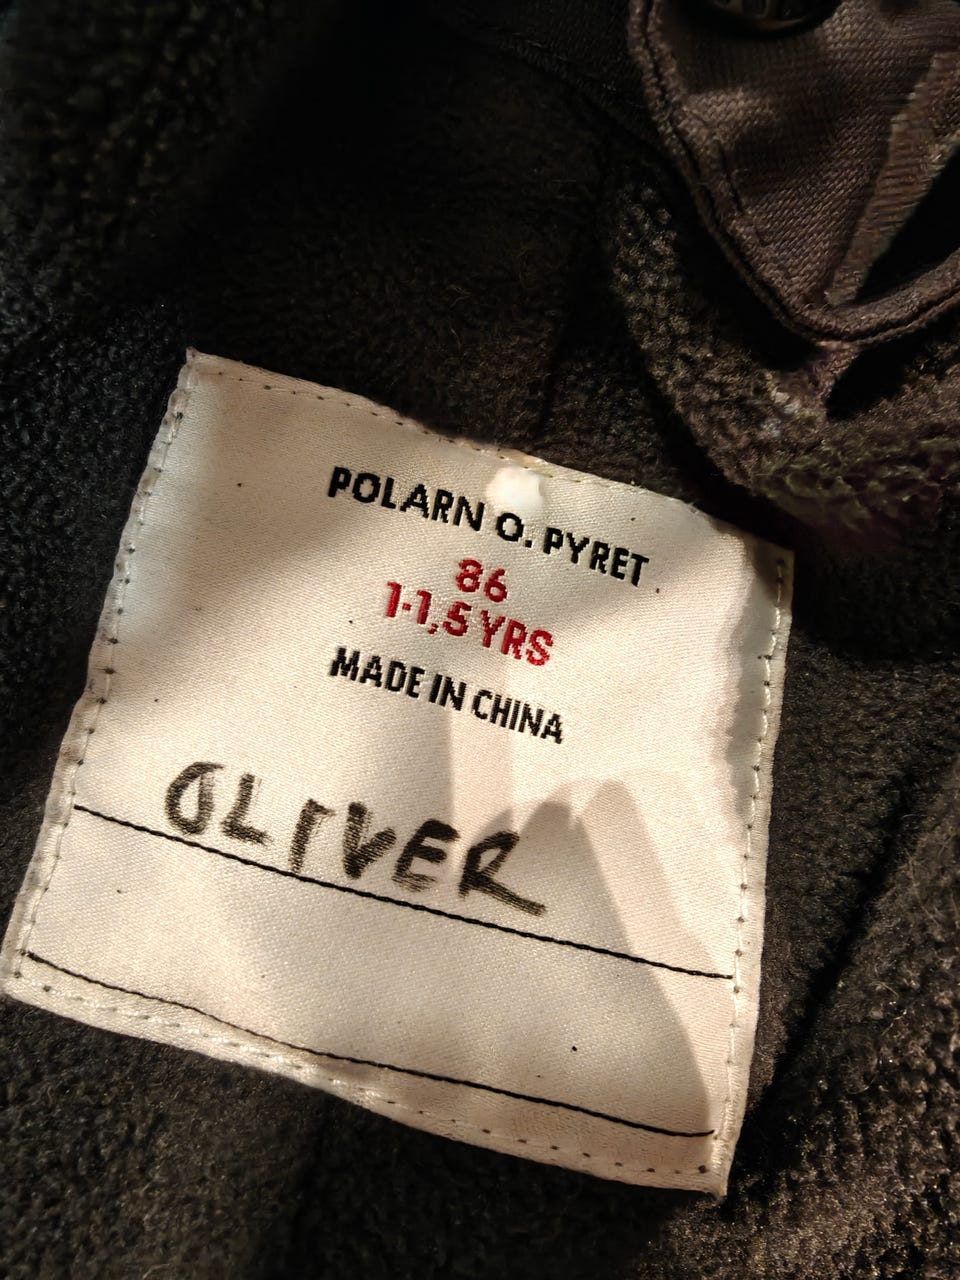 POLARN O. PYRET
86
1-1,5 YRS
MADE IN CHINA
OLIVER